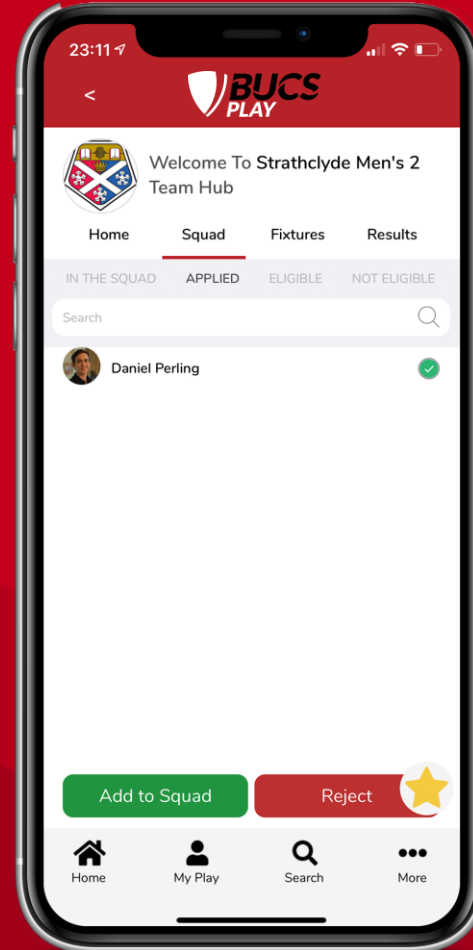 23:11
<
BUCS
PLAY
Welcome To Strathclyde Men's 2
Team Hub
Home Squad Fixtures Results
IN THE SQUAD APPLIED ELIGIBLE NOT ELIGIBLE
Search
Daniel Perling
Add to Squad Reject
Home My Play Search More